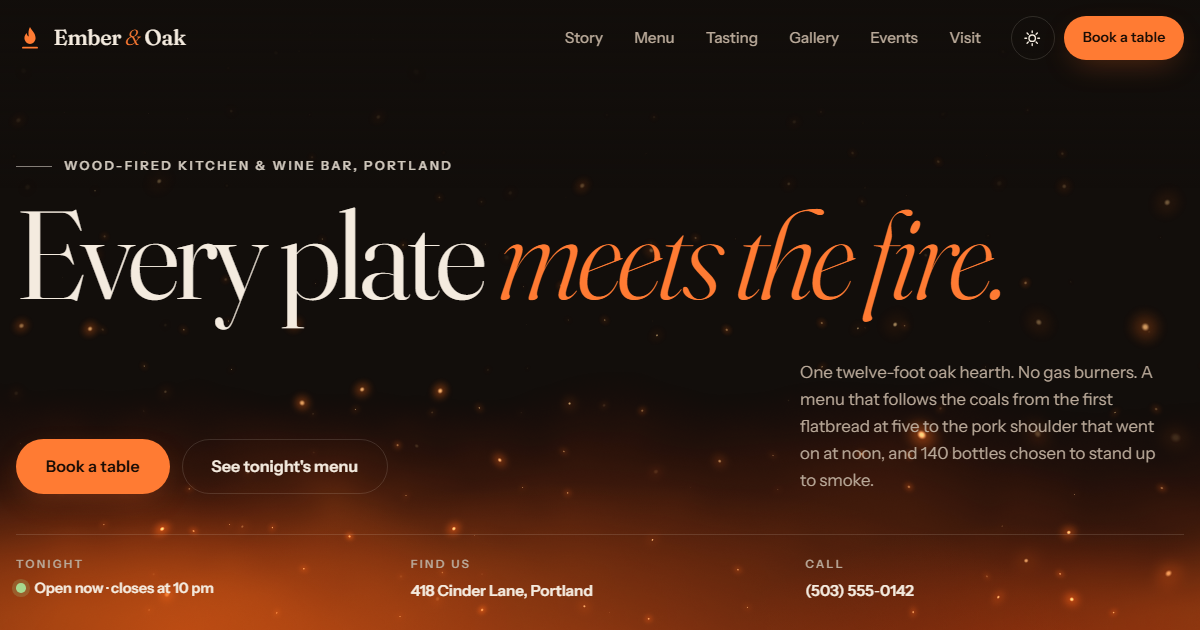 Ember & Oak
Story Menu Tasting Gallery Events Visit
Book a table
WOOD-FIRED KITCHEN & WINE BAR, PORTLAND
Every plate meets the fire.
One twelve-foot oak hearth. No gas burners. A
menu that follows the coals from the first
flatbread at five to the pork shoulder that went
on at noon, and 140 bottles chosen to stand up
to smoke.
Book a table
See tonight's menu
TONIGHT
Open now · closes at 10 pm
FIND US
418 Cinder Lane, Portland
CALL
(503) 555-0142